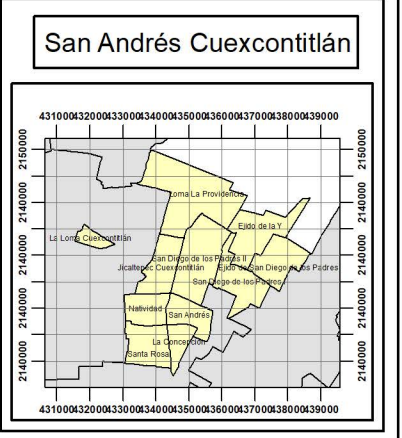 San Andrés Cuexcontitlán
431000432000433000434000435000436000437000438000439000
2150000
2150000
Loma La Providencia
2140000
2140000
Ejido de la Y
La Loma Cuexcontitlán
San Diego de los Padres II
2140000
2140000
Jicaltepec Cuexcontitlán
Ejido de San Diego de los Padres
San Diego de los Padres
Natividad
2140000
2140000
San Andrés
La Concepción
Santa Rosa
2140000
2140000
431000432000433000434000435000436000437000438000439000